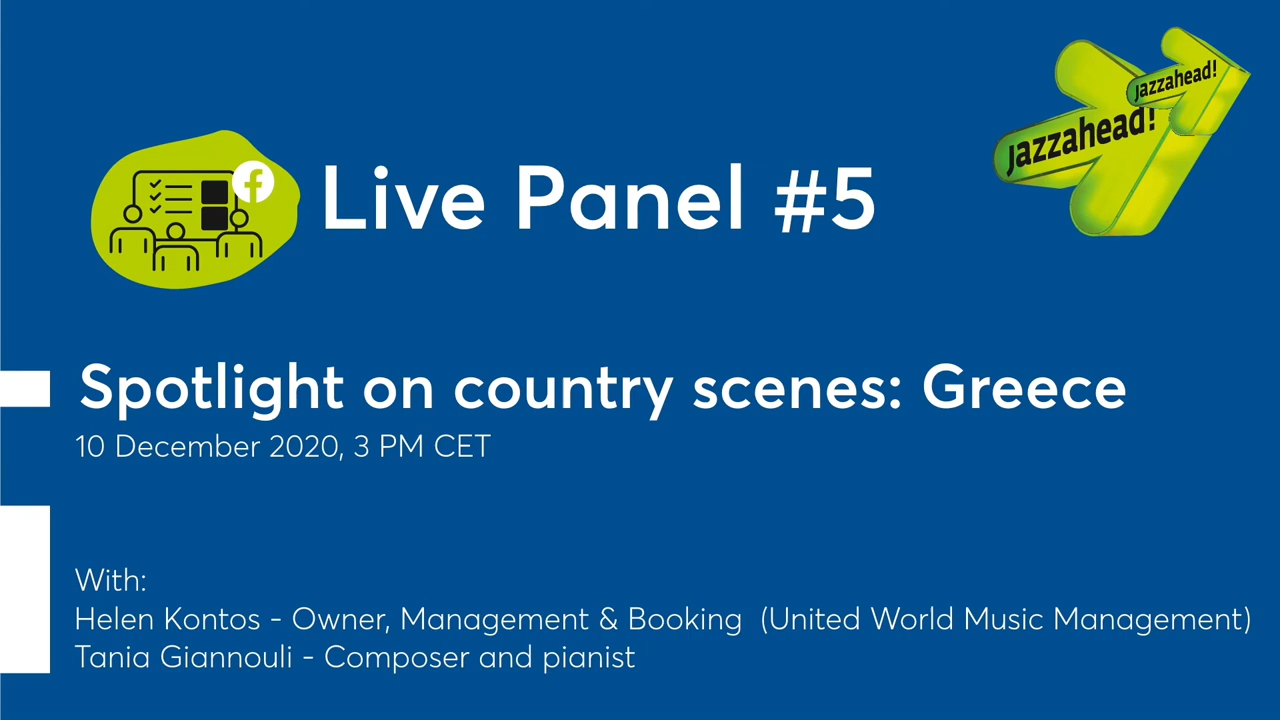 jazzahead!
jazzahead!
Live Panel #5
Spotlight on country scenes: Greece
10 December 2020, 3 PM CET
With:
Helen Kontos - Owner, Management & Booking (United World Music Management)
Tania Giannouli - Composer and pianist